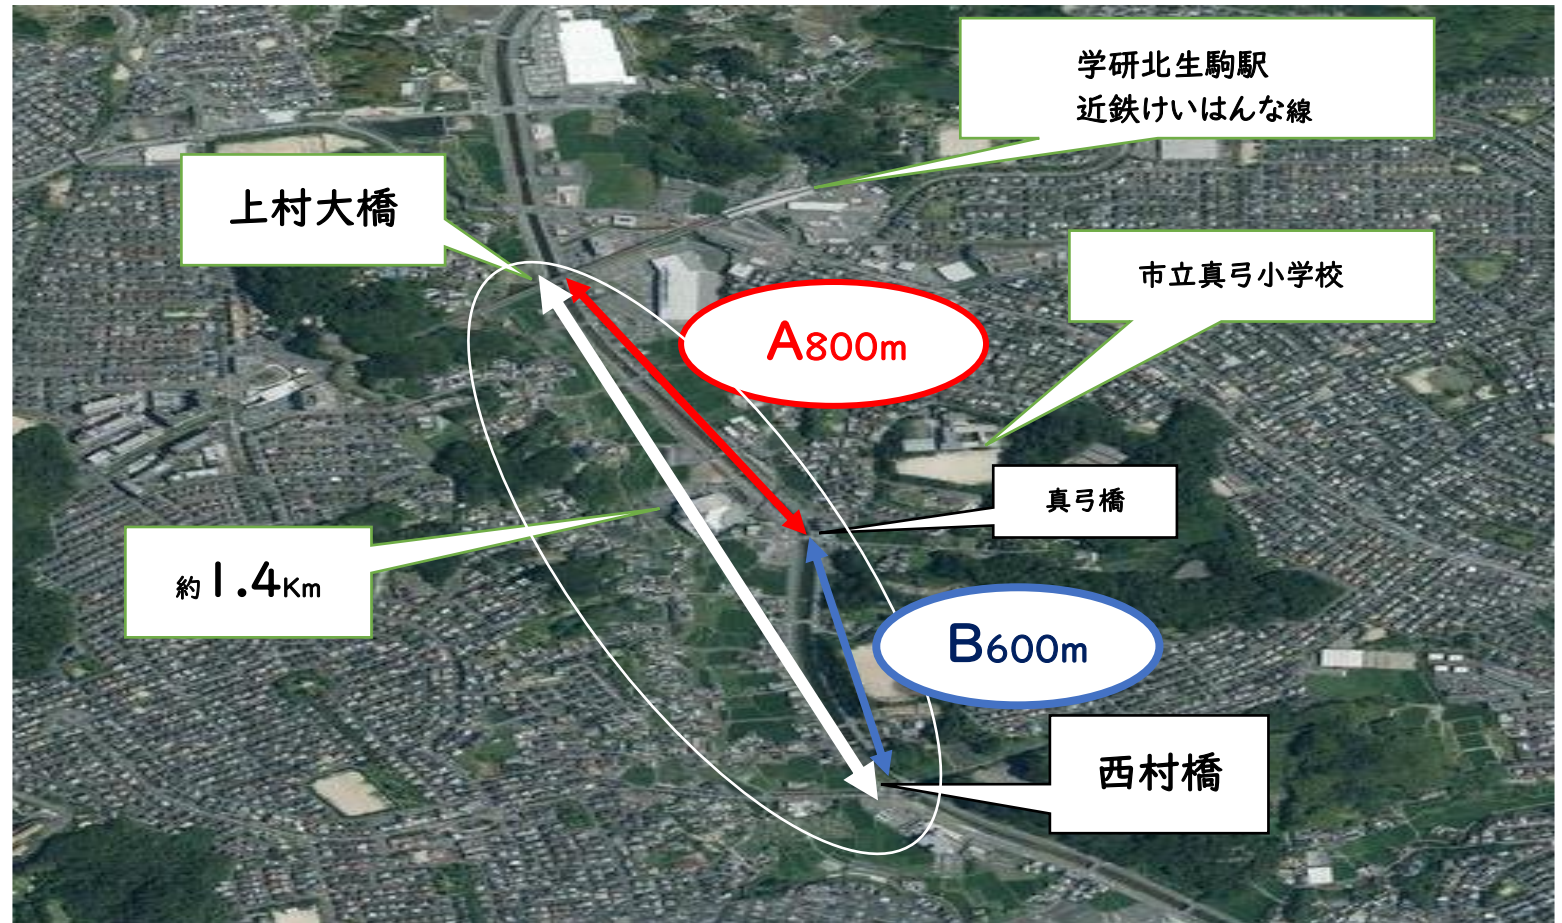 学研北生駒駅
近鉄けいはんな線
上村大橋
市立真弓小学校
A800m
真弓橋
約1.4Km
B600m
西村橋